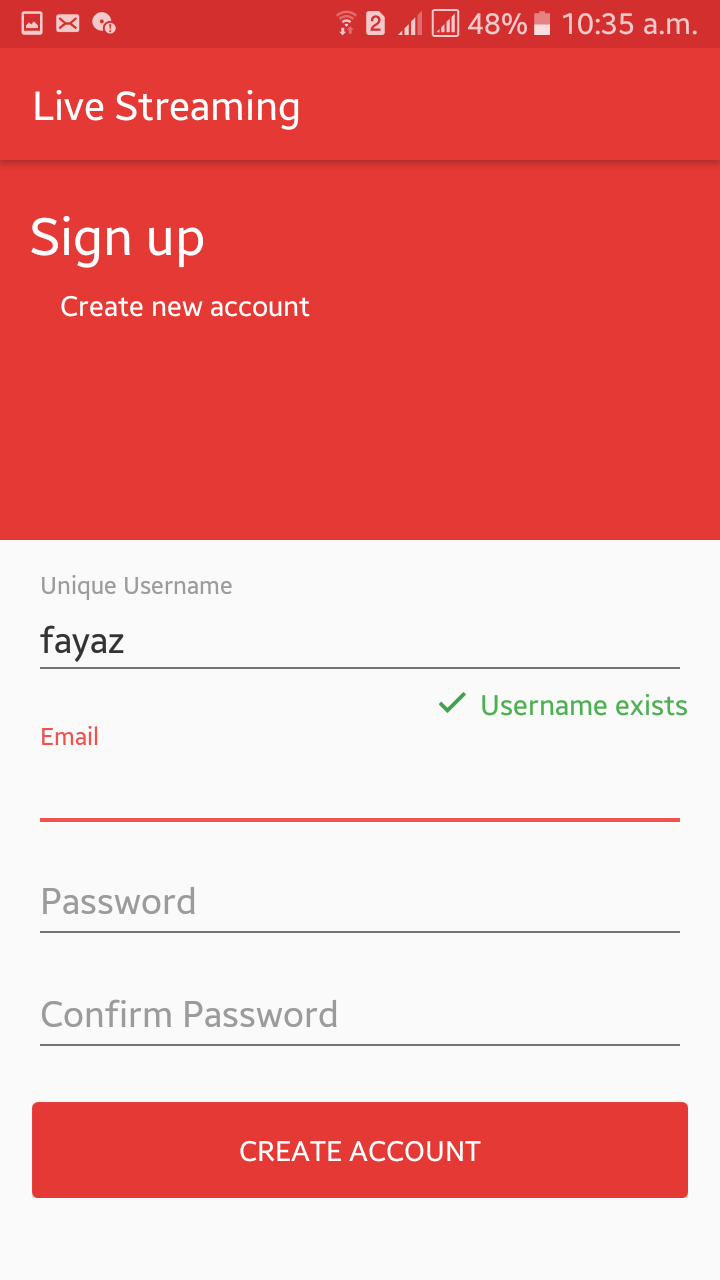 2 48% 10:35 a.m.
Live Streaming
Sign up
Create new account
Unique Username
fayaz
Username exists
Email
Password
Confirm Password
CREATE ACCOUNT